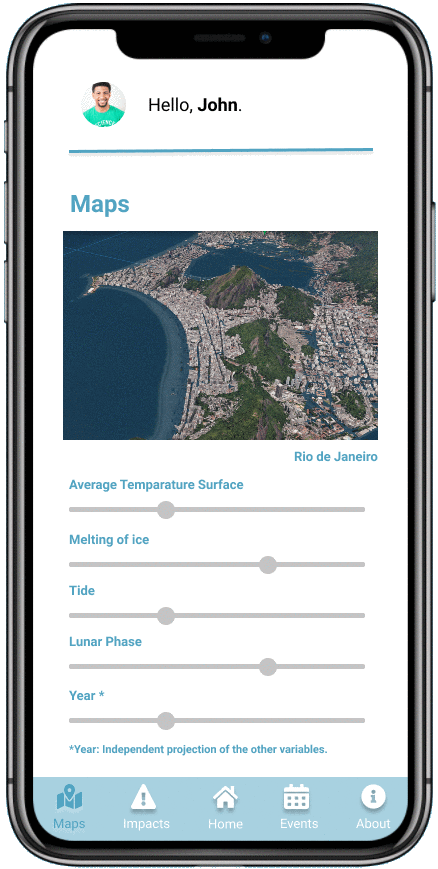 Hello, John.
Maps
Rio de Janeiro
Average Temparature Surface
Melting of ice
Tide
Lunar Phase
Year *
*Year: Independent projection of the other variables.
Maps Impacts Home Events About